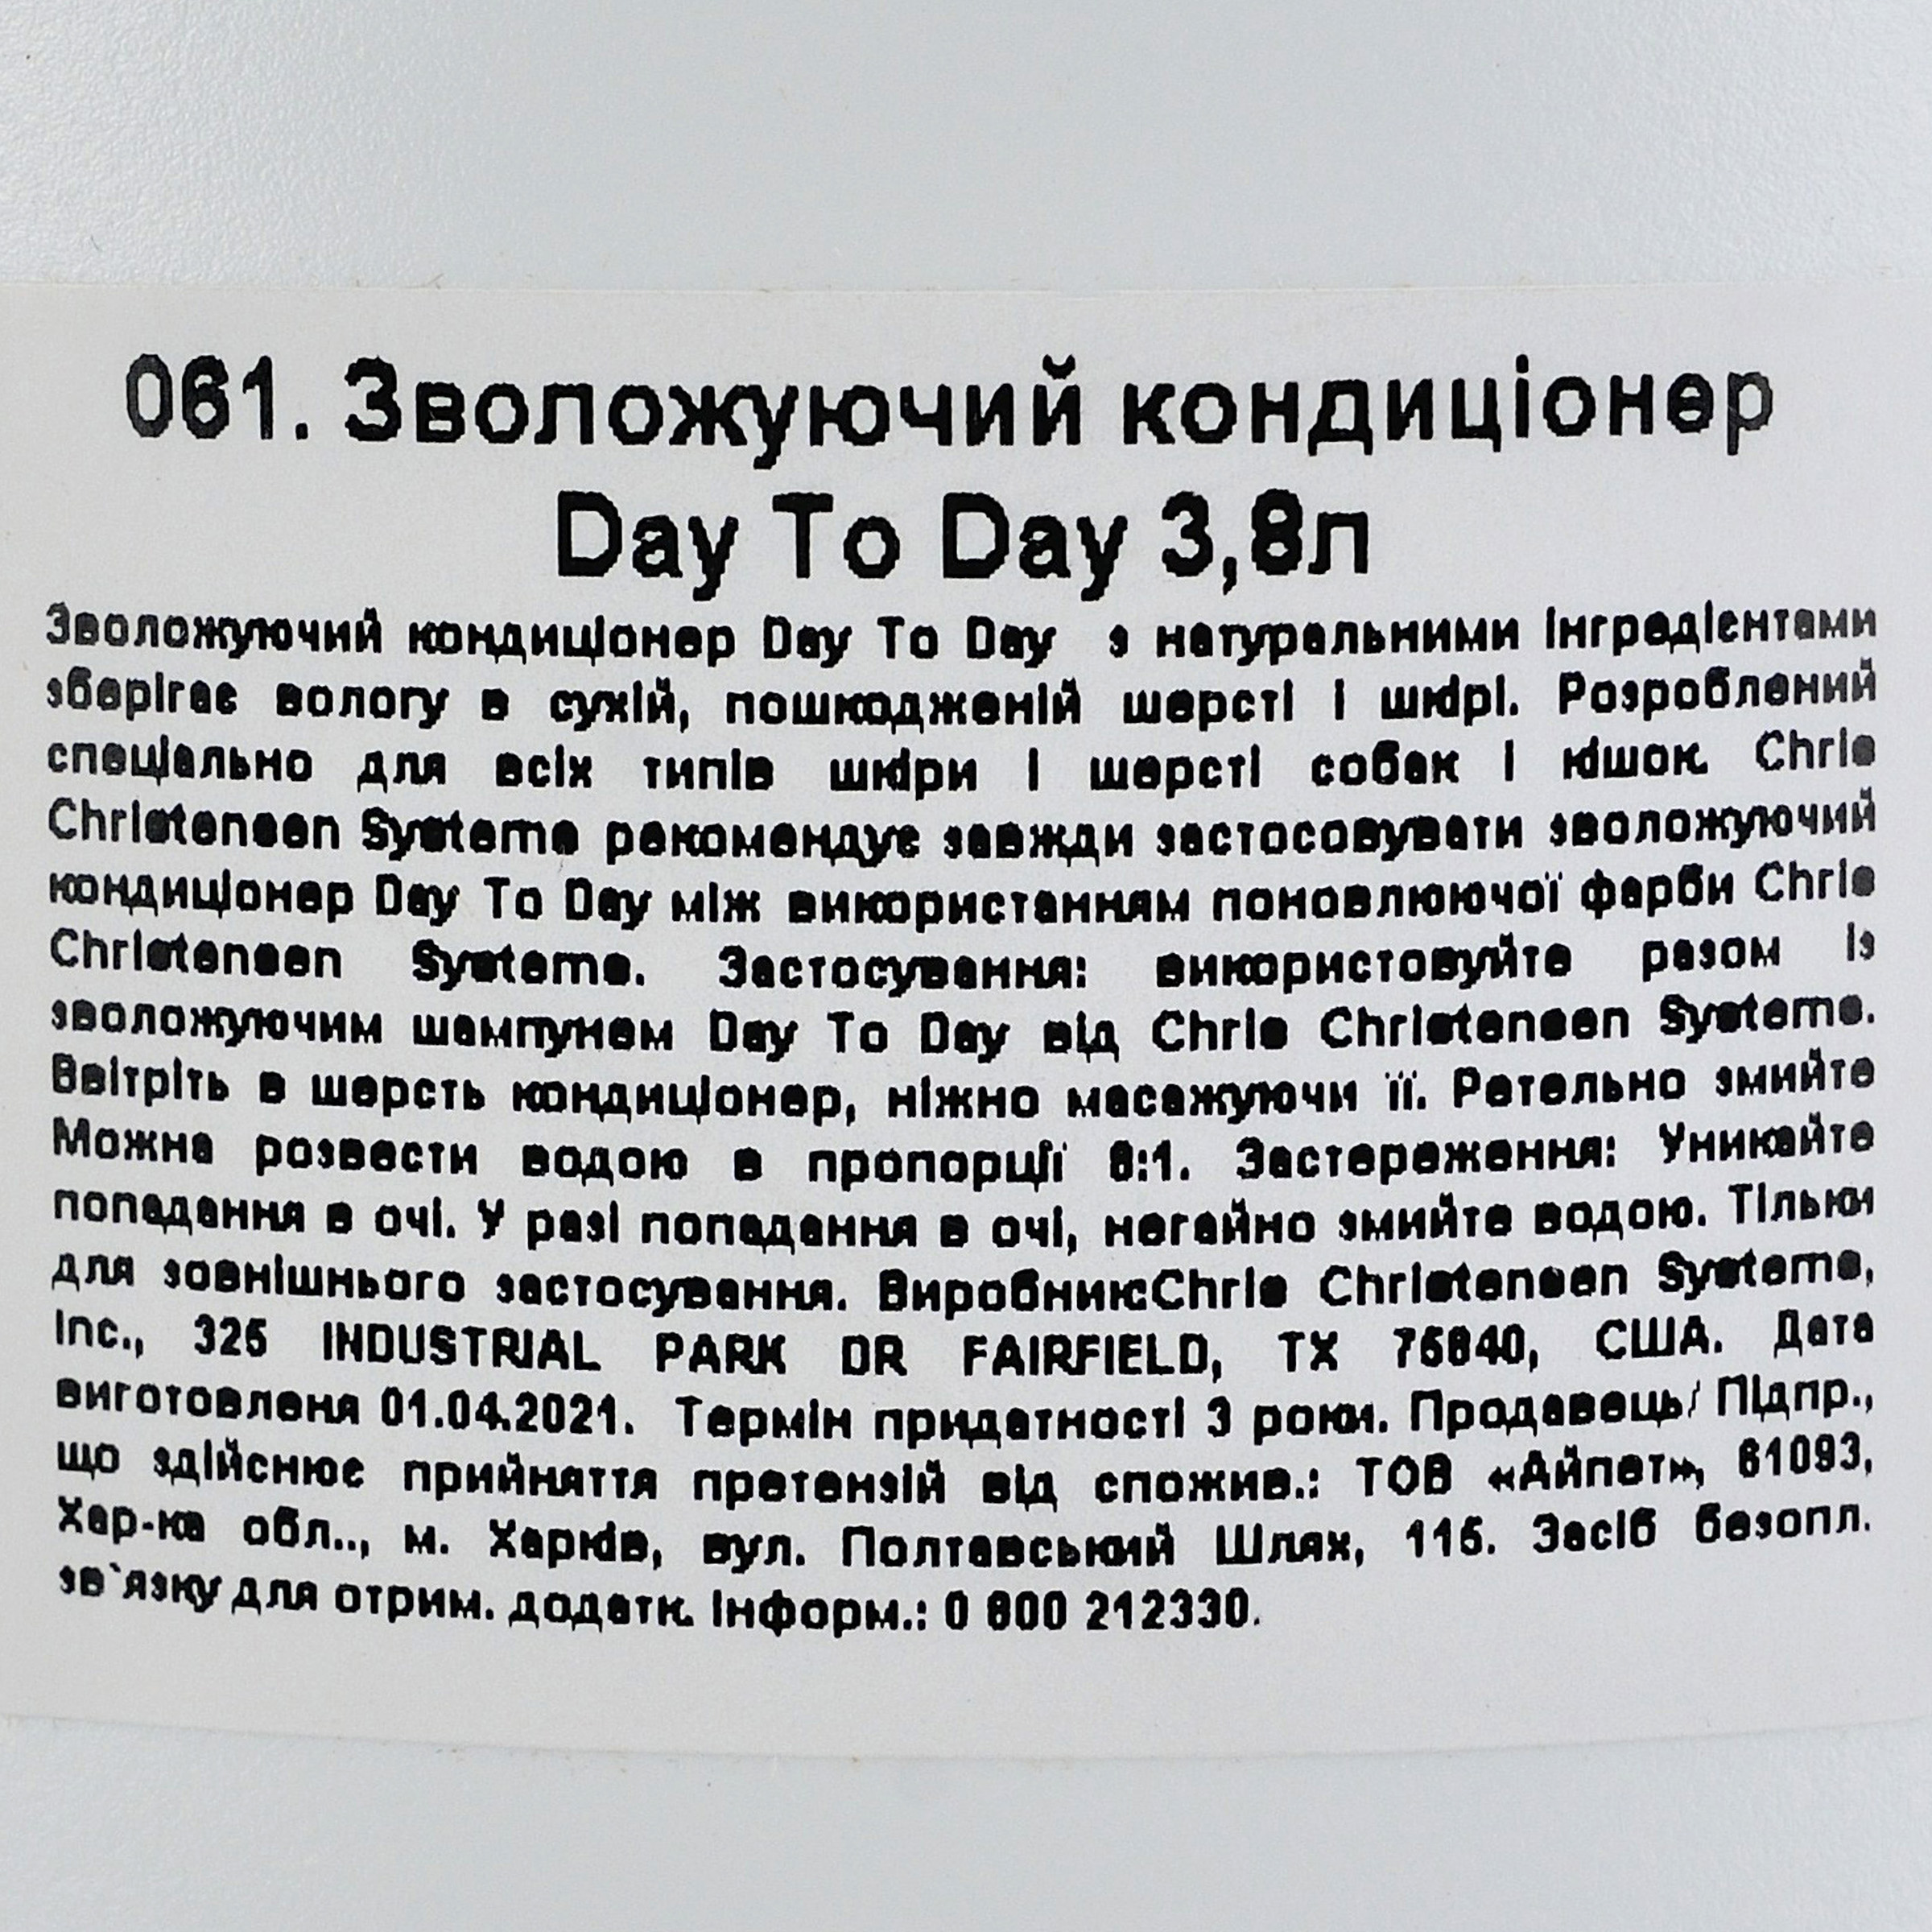 061. Зволожуючий кондиціонер
Day To Day 3,8л
Зволожуючий кондиціонер Day To Day з натуральними інгредієнтами
зберігає вологу в сухій, пошкодженій шерсті і шкірі. Розроблений
спеціально для всіх типів шкіри і шерсті собак і кішок. Chris
Christensen Systems рекомендує завжди застосовувати зволожуючий
кондиціонер Day To Day між використанням поновлюючої фарби Chris
Christensen Systems. Застосування: використовуйте разом із
зволожуючим шампунем Day To Day від Chris Christensen Systems.
Ввітріть в шерсть кондиціонер, ніжно масажуючи її. Ретельно змийте
Можна розвести водою в пропорції 8:1. Застереження: Уникайте
попадання в очі. У разі попадання в очі, негайно змийте водою. Тільки
для зовнішнього застосування. Виробник:Chris Christensen Systems,
Inc., 325 INDUSTRIAL PARK DR FAIRFIELD, TX 75840, США. Дата
виготовлення 01.04.2021. Термін придатності 3 роки. Продавець/ Підпр.,
що здійснює прийняття претензій від спожив.: ТОВ «Айпет», 61093,
Хар-ка обл.., м. Харків, вул. Полтавський Шлях, 115. Засіб безопл.
зв`язку для отрим. додатк. інформ.: 0 800 212330.